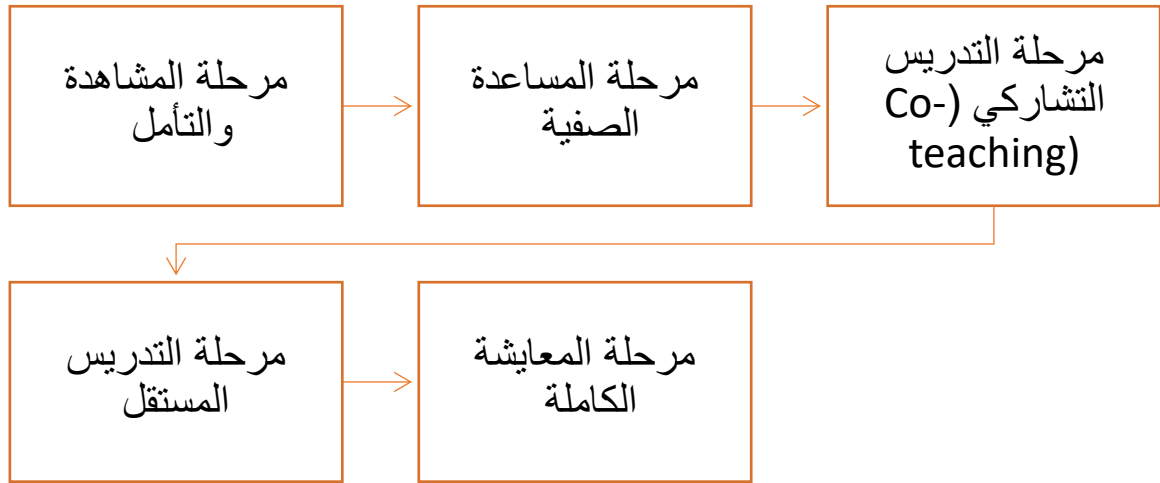 مرحلة المشاهدة
والتأمل
مرحلة المساعدة
الصفية
مرحلة التدريس
التشاركي (Co-
teaching)
مرحلة التدريس
المستقل
مرحلة المعايشة
الكاملة